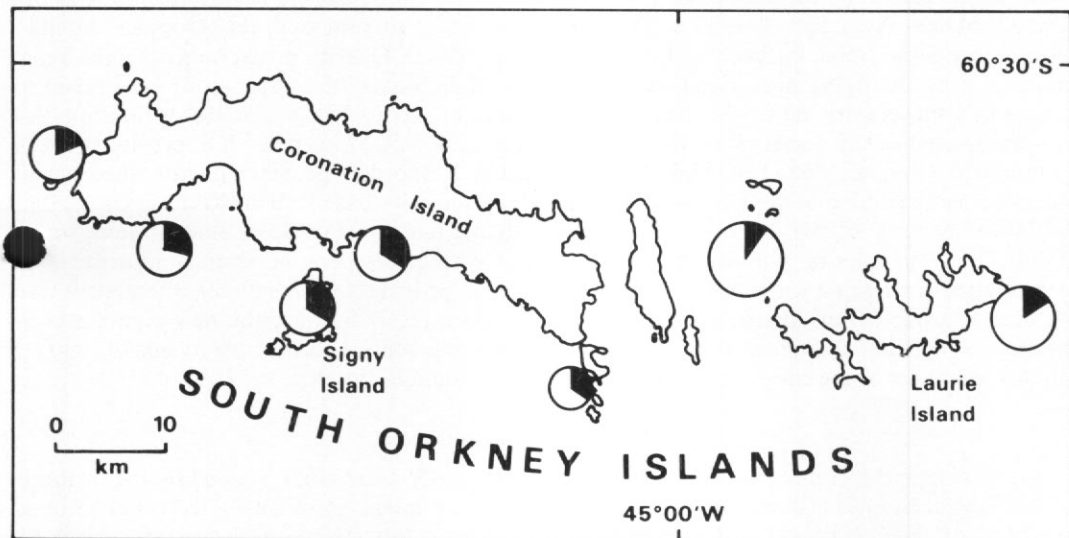 60°30'S
Coronation
Island
Signy
Island
Laurie
Island
SOUTH ORKNEY ISLANDS
0 10
km
45°00'W